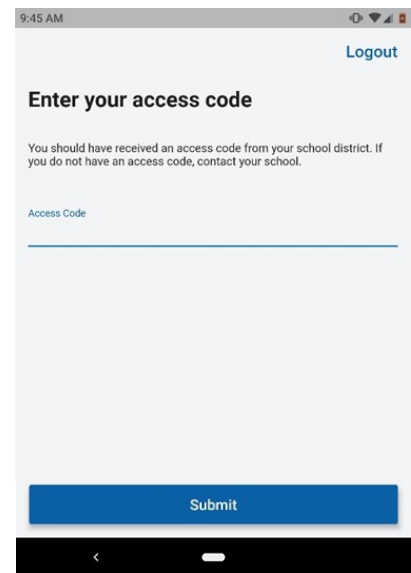 9:45 AM
Logout
Enter your access code
You should have received an access code from your school district. If
you do not have an access code, contact your school.
Access Code
Submit